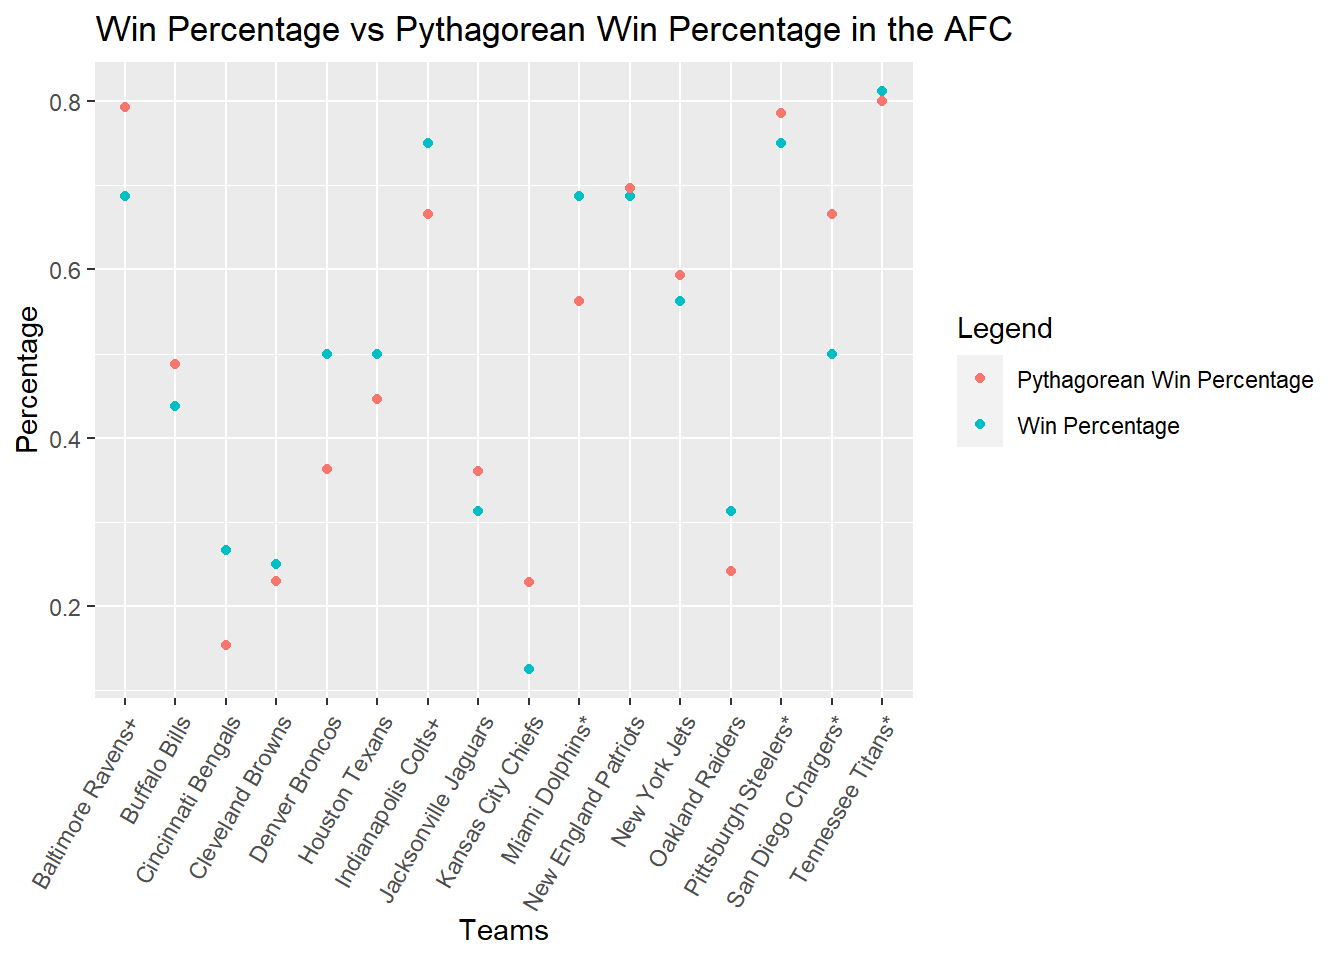 Win Percentage vs Pythagorean Win Percentage in the AFC
Percentage
0.8
0.6
0.4
0.2
Baltimore Ravens+
Buffalo Bills
Cincinnati Bengals
Cleveland Browns
Denver Broncos
Houston Texans
Indianapolis Colts+
Jacksonville Jaguars
Kansas City Chiefs
Miami Dolphins*
New England Patriots
New York Jets
Oakland Raiders
Pittsburgh Steelers*
San Diego Chargers*
Tennessee Titans*
Teams
Legend
Pythagorean Win Percentage
Win Percentage